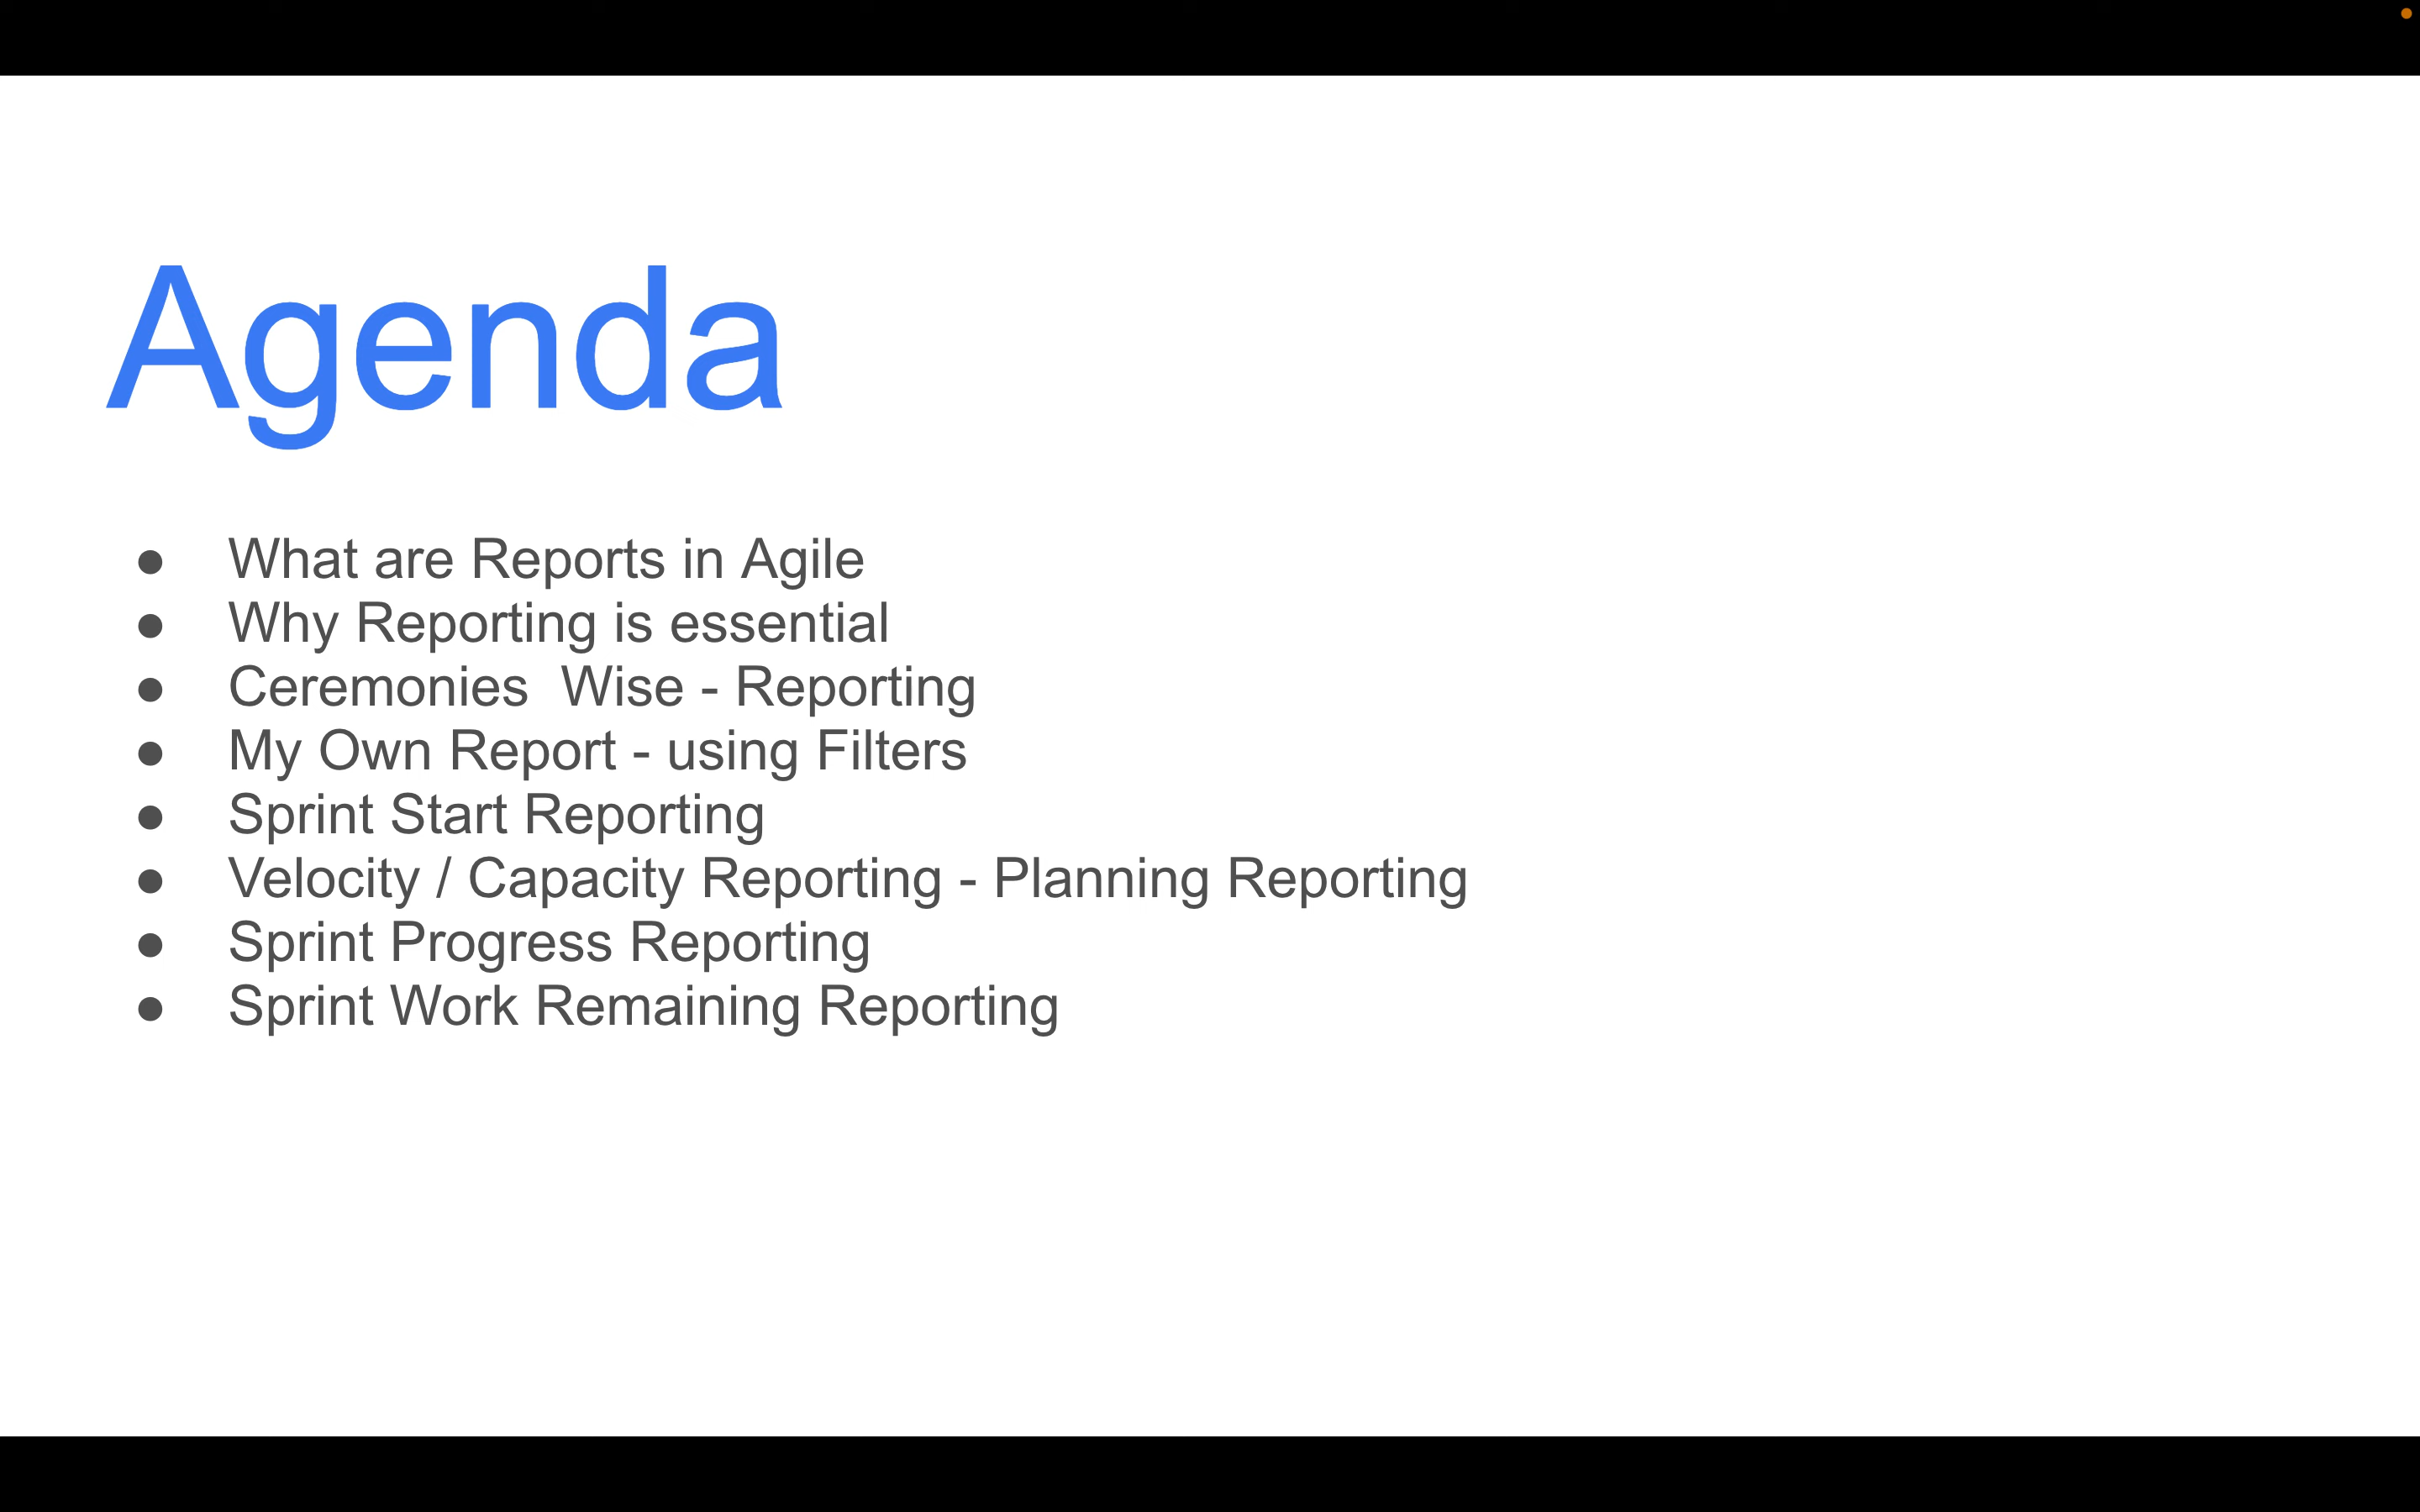 Agenda
● What are Reports in Agile
● Why Reporting is essential
● Ceremonies  Wise - Reporting
● My Own Report - using Filters
● Sprint Start Reporting
● Velocity / Capacity Reporting - Planning Reporting
● Sprint Progress Reporting
● Sprint Work Remaining Reporting